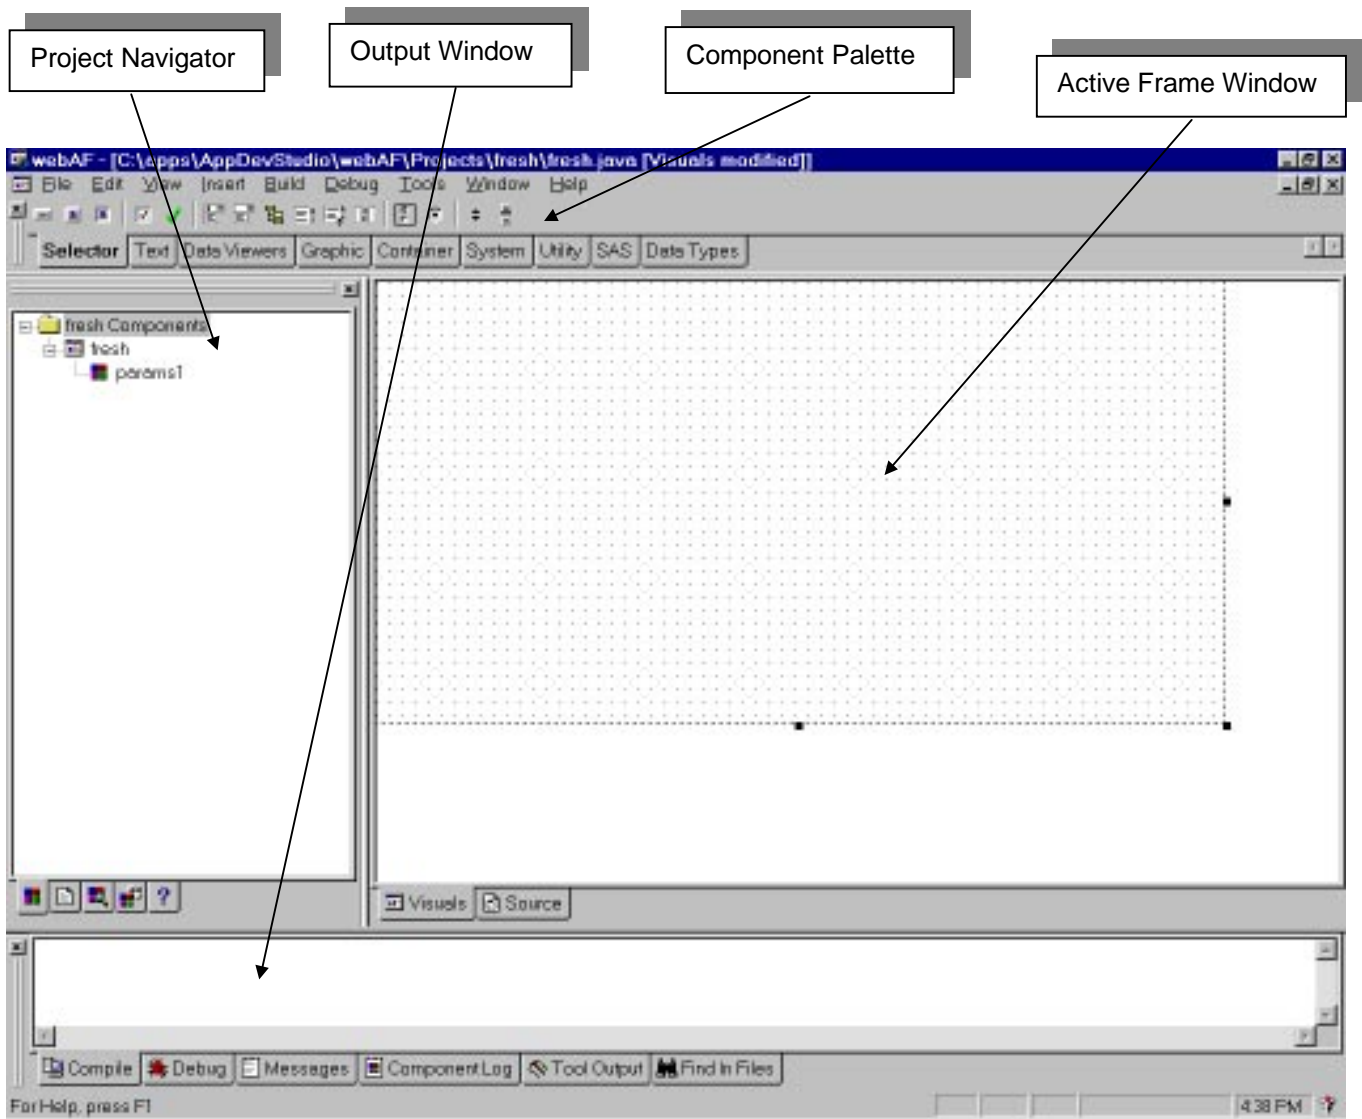 Project Navigator
Output Window
Component Palette
Active Frame Window
webAF - [C:\apps\AppDevStudio\webAF\Projects\fresh\fresh.java [Visuals modified]]
File Edit View Insert Build Debug Tools Window Help
Selector Text Data Viewers Graphic Container System Utility SAS Data Types
fresh Components
fresh
params1
Visuals Source
Compile Debug Messages Component Log Tool Output Find In Files
For Help, press F1
4:38 PM